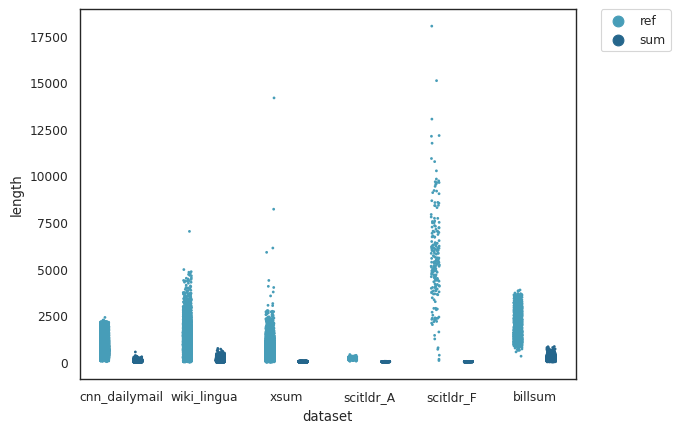 ref
sum
17500
15000
12500
10000
7500
5000
2500
0
length
cnn_dailymail wiki_lingua xsum scitldr_A scitldr_F billsum
dataset